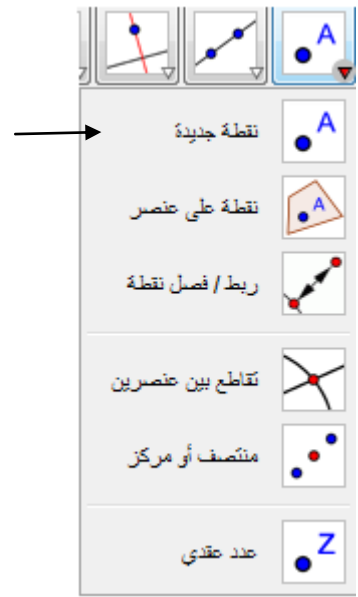 A
نقطة جديدة
A
نقطة على عنصر
A
ربط / فصل نقطة
تقاطع بين عنصرين
منتصف أو مركز
عدد عقدي
Z